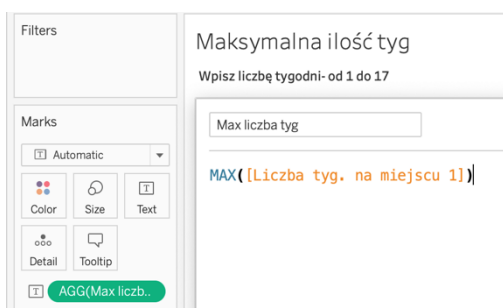 Filters
Maksymalna ilość tyg
Wpisz liczbę tygodni- od 1 do 17
Marks
Max liczba tyg
T Automatic
MAX([Liczba tyg. na miejscu 1])
Color Size Text
Detail Tooltip
T AGG(Max liczb..